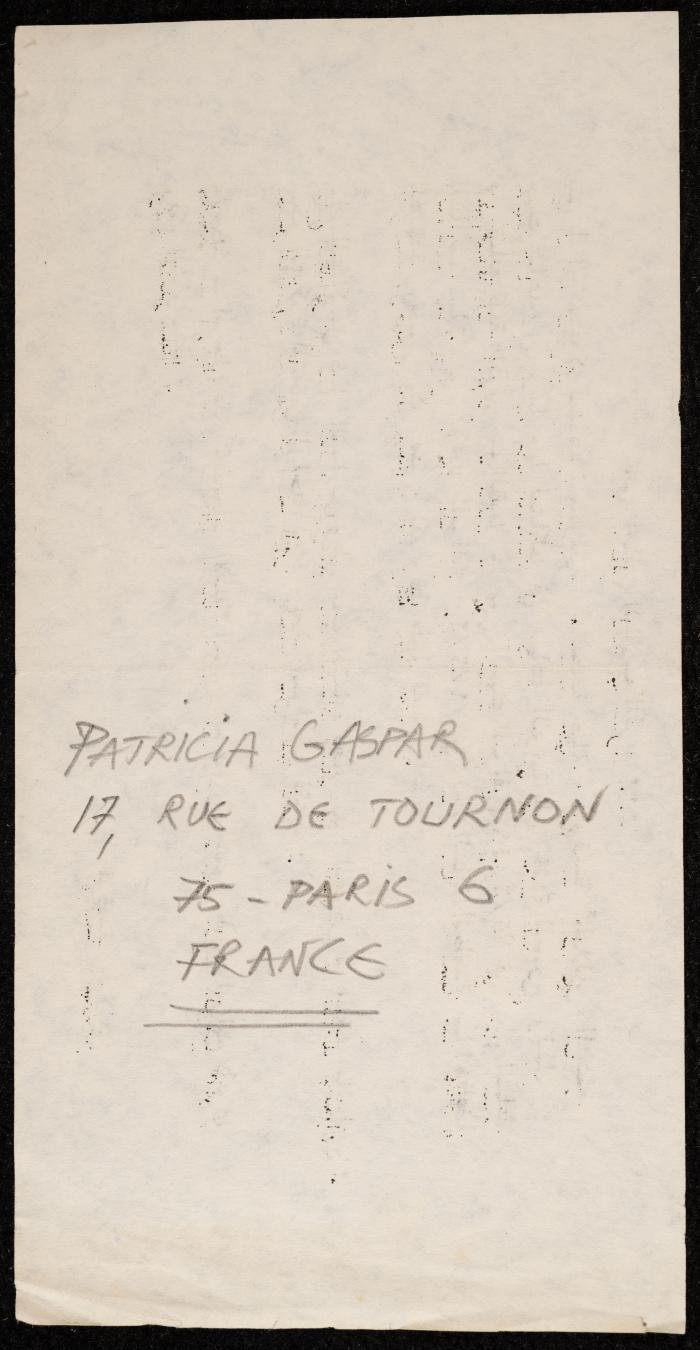 PATRICIA GASPAR
17, RUE DE TOURNON
75 - PARIS 6
FRANCE